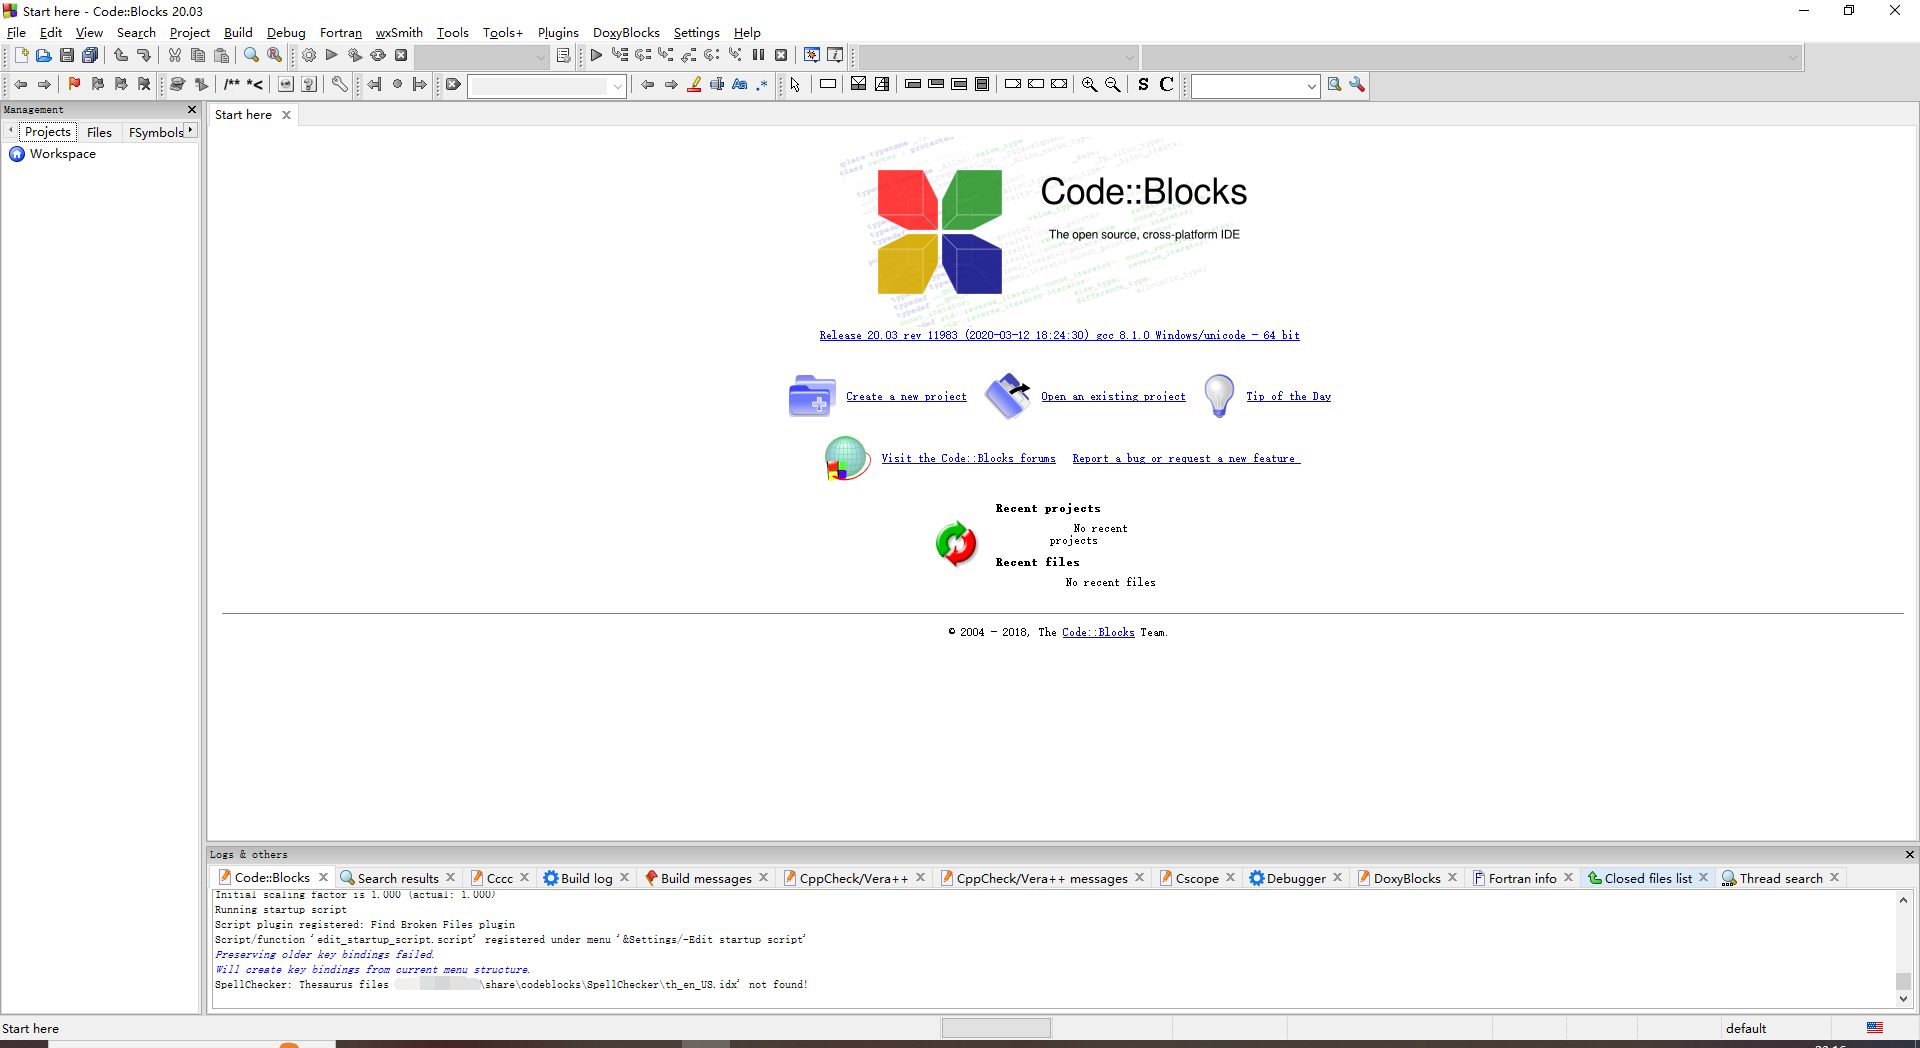 Start here - Code::Blocks 20.03
File Edit View Search Project Build Debug Fortran wxSmith Tools Tools+ Plugins DoxyBlocks Settings Help
/** *< Aa .* S C
Management
Start here
Projects Files FSymbols
Workspace
Code::Blocks
The open source, cross-platform IDE
Release 20.03 rev 11983 (2020-03-12 18:24:30) gcc 8.1.0 Windows/unicode - 64 bit
Create a new project Open an existing project Tip of the Day
Visit the Code::Blocks forums Report a bug or request a new feature
Recent projects
No recent
projects
Recent files
No recent files
© 2004 - 2018, The Code::Blocks Team.
Logs & others
Code::Blocks Search results Cccc Build log Build messages CppCheck/Vera++ CppCheck/Vera++ messages Cscope Debugger DoxyBlocks Fortran info Closed files list Thread search
Initial scaling factor is 1.000 (actual: 1.000)
Running startup script
Script plugin registered: Find Broken Files plugin
Script/function 'edit_startup_script.script' registered under menu '&Settings/-Edit startup script'
Preserving older key bindings failed.
Will create key bindings from current menu structure.
SpellChecker: Thesaurus files \share\codeblocks\SpellChecker\th_en_US.idx' not found!
Start here default